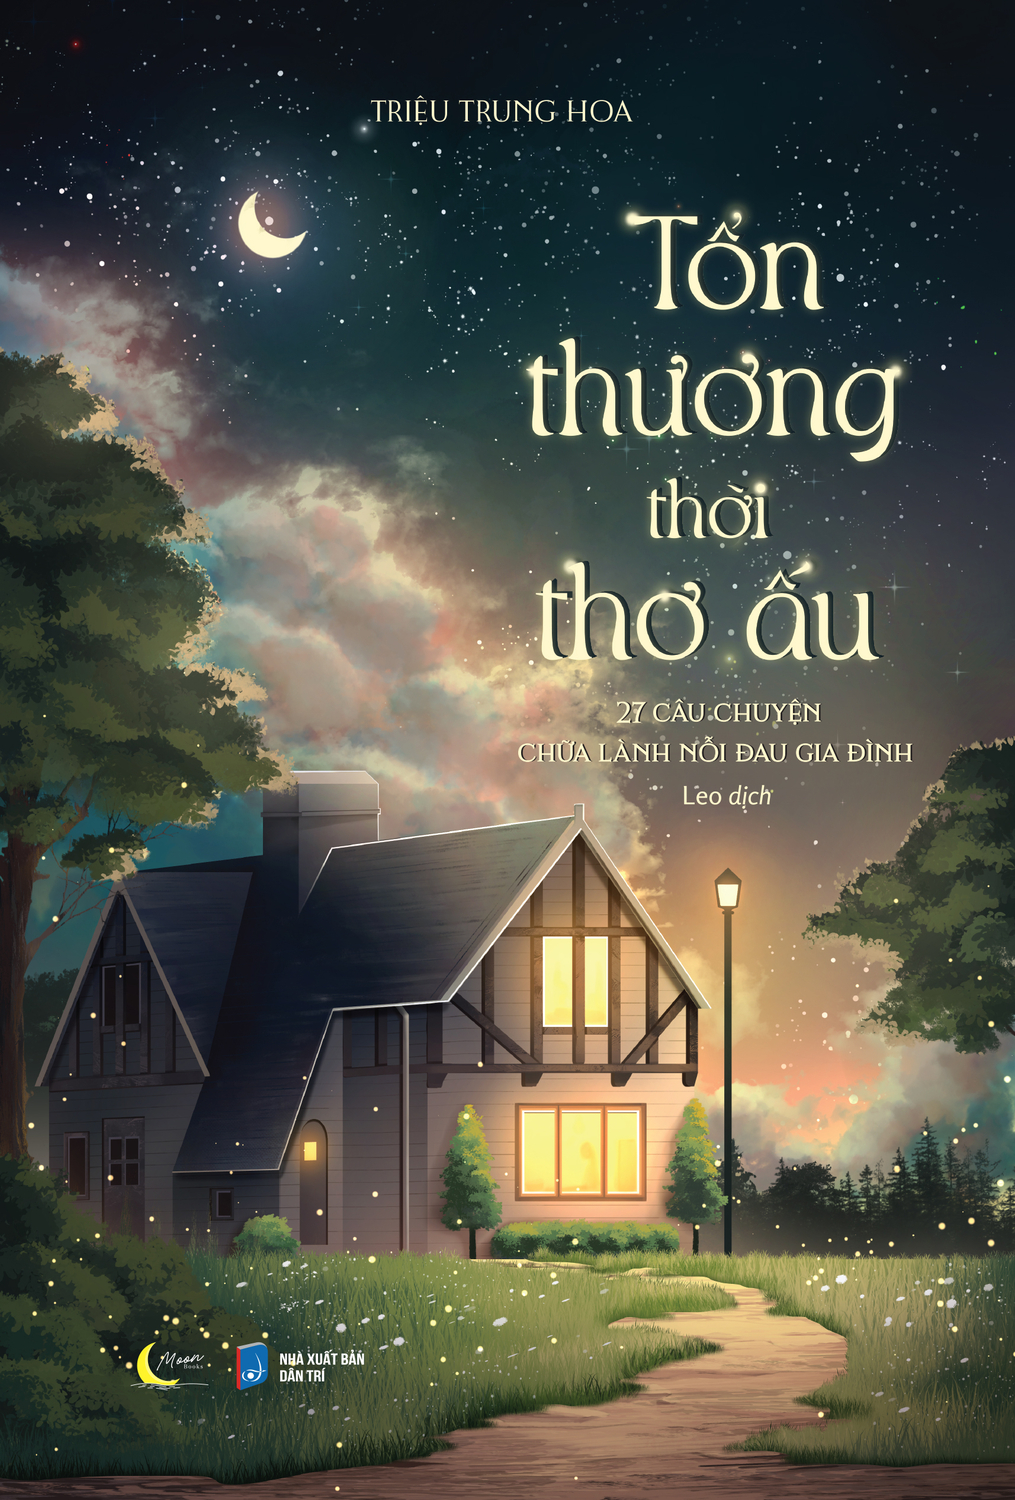 TRIỆU TRUNG HOA
Tổn
thương
thời
thơ ấu
27 CÂU CHUYỆN
CHỮA LÀNH NỖI ĐAU GIA ĐÌNH
Leo dịch
Moon
Books
NHÀ XUẤT BẢN
DÂN TRÍ